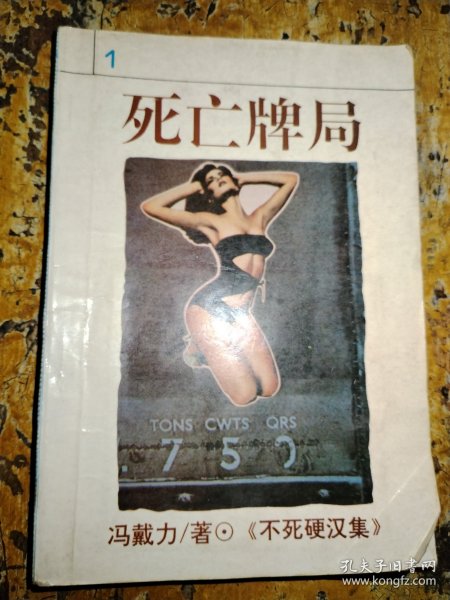 1
死亡牌局
TONS CWTS QRS
.750
冯戴力/著⊙《不死硬汉集》
孔夫子旧书网
www.kongfz.com